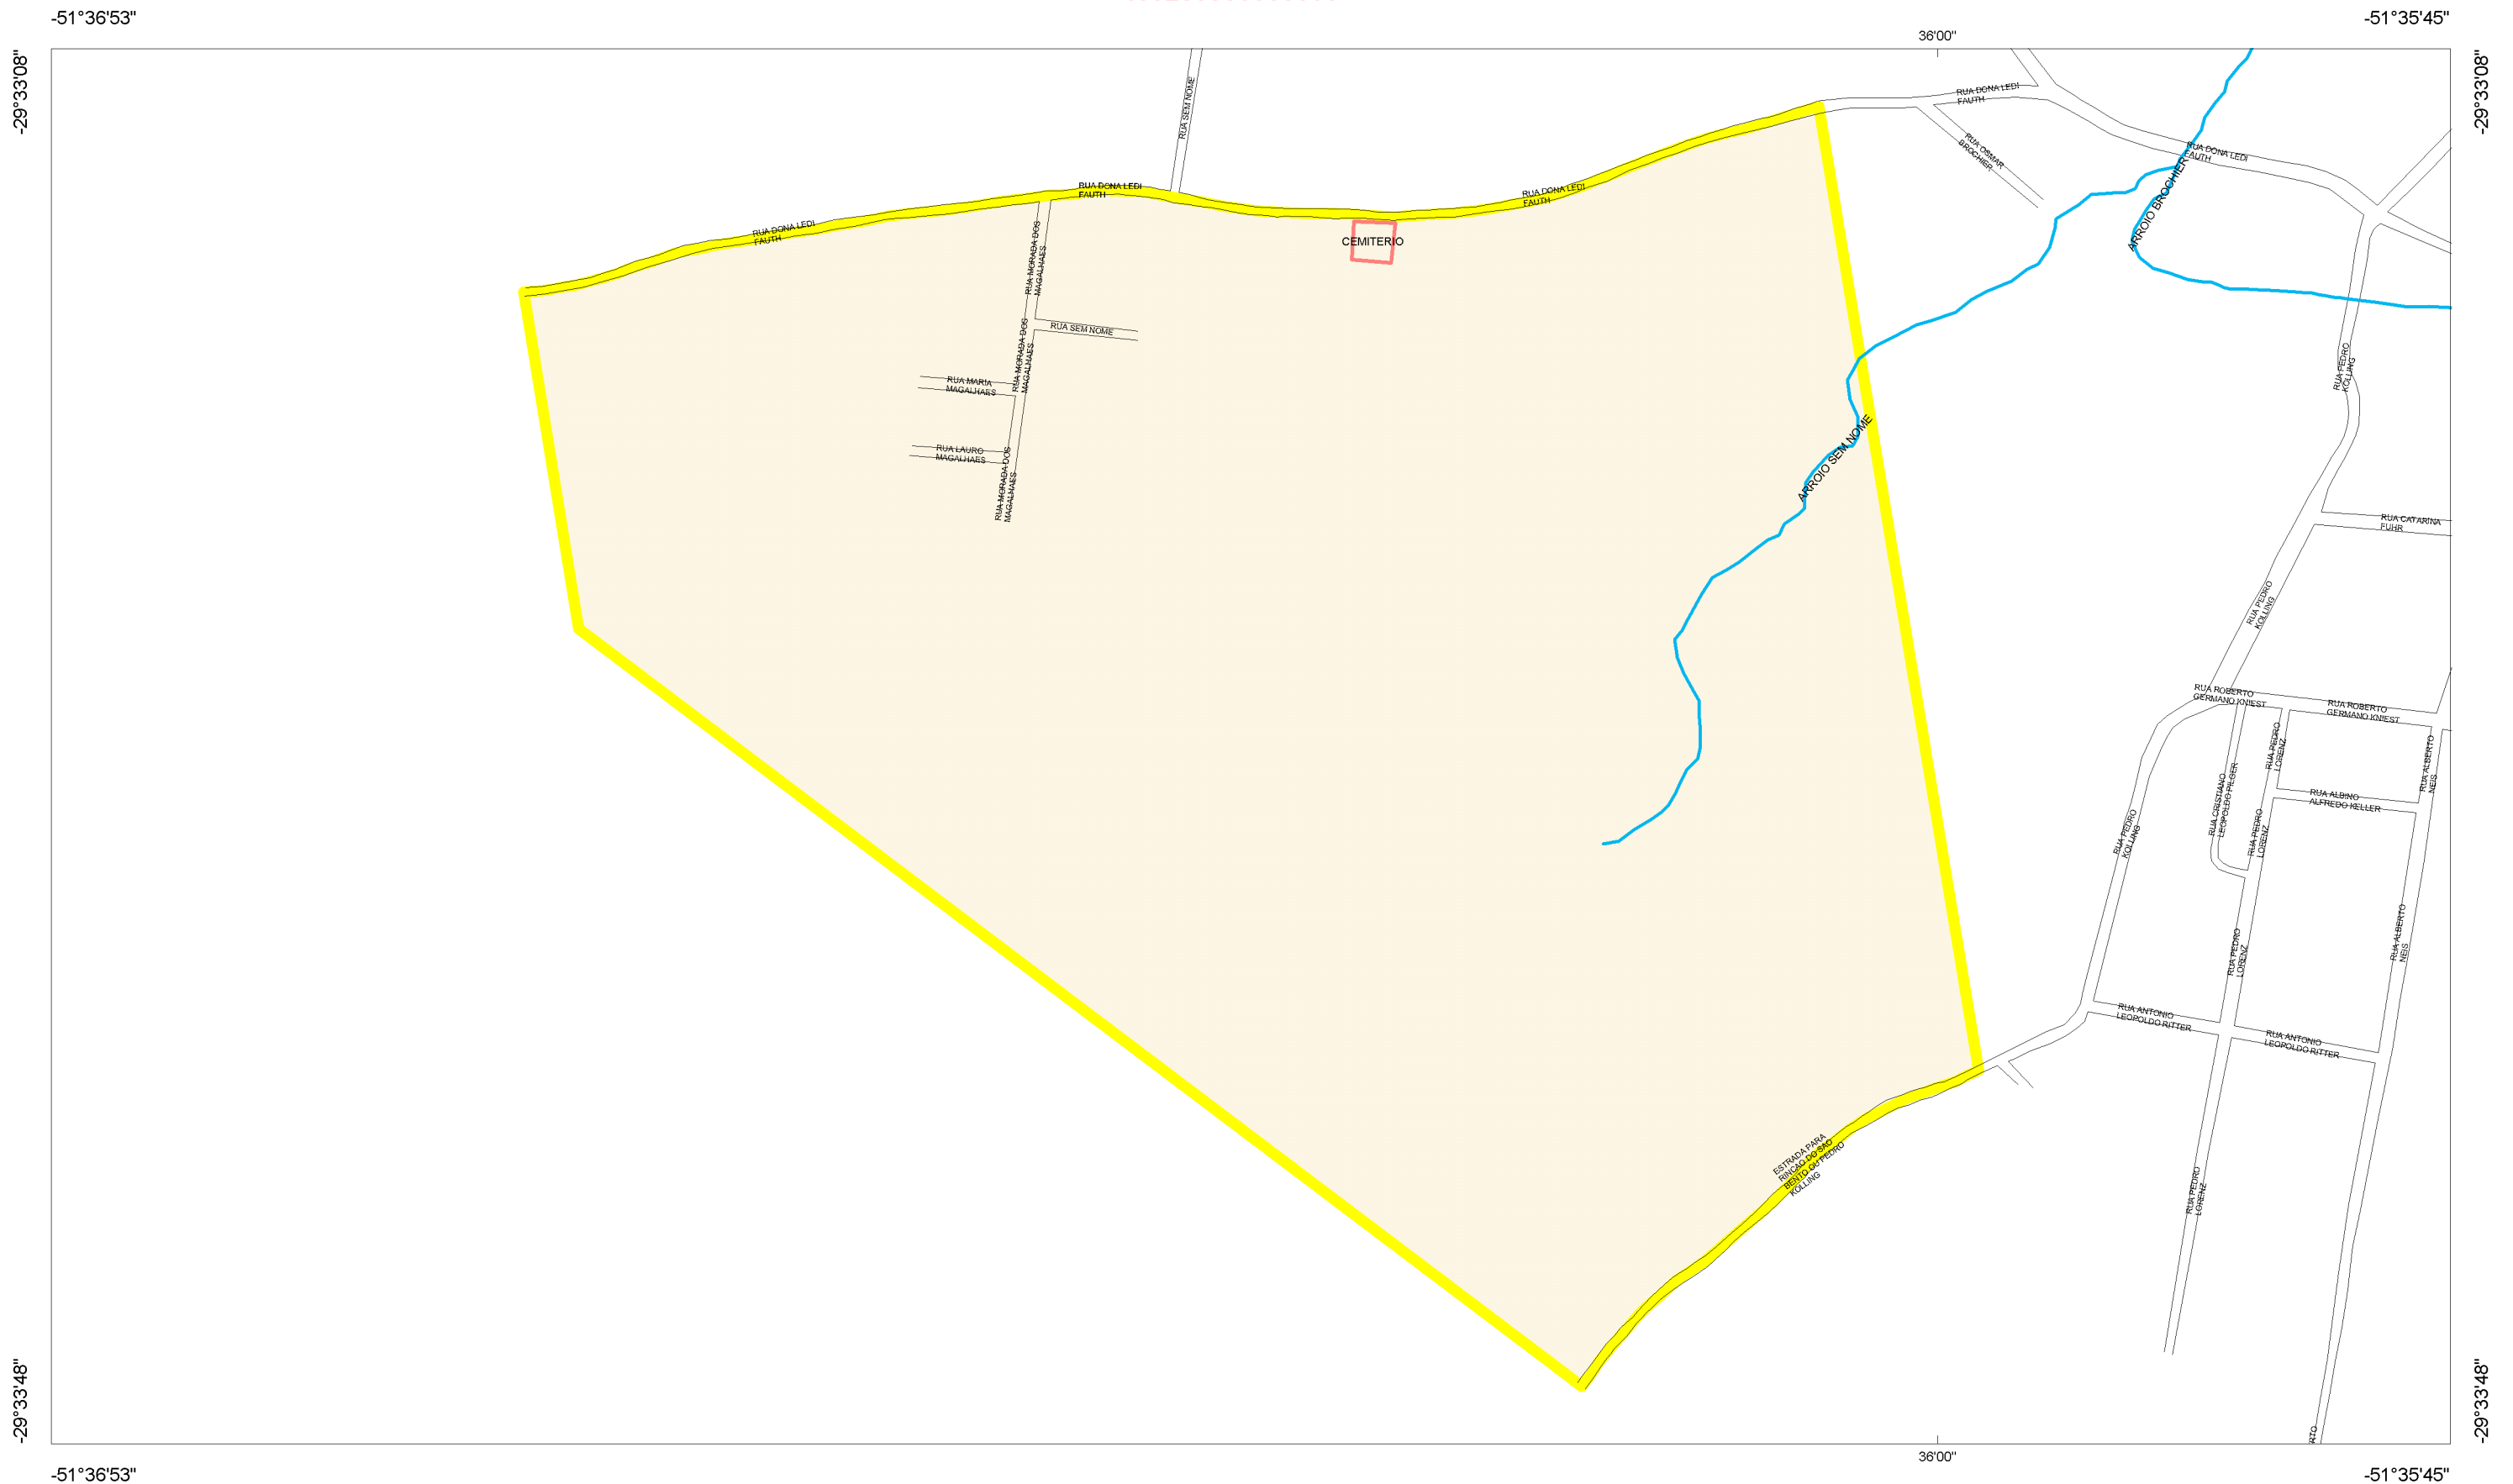 -51°36'53"
-51°35'45"
36'00"
-29°33'08"
-29°33'08"
RUA SEM NOME
RUA DONA LEDI
FAUTH
RUA OSMAR
BROCHIER
RUA DONA LEDI
FAUTH
ARROIO BROCHIER
RUA DONA LEDI
FAUTH
RUA DONA LEDI
FAUTH
RUA DONA LEDI
FAUTH
CEMITERIO
RUA MORADA DOS
MAGALHAES
RUA SEM NOME
RUA MORADA DOS
MAGALHAES
RUA MARIA
MAGALHAES
RUA LAURO
MAGALHAES
RUA MORADA DOS
MAGALHAES
ARROIO SEM NOME
RUA PEDRO
KOLLING
RUA CATARINA
FUHR
RUA PEDRO
KOLLING
RUA ROBERTO
GERMANO KNIEST
RUA ROBERTO
GERMANO KNIEST
RUA PEDRO
LORENZ
RUA ALBERTO
NEIS
RUA CRISTIANO
LEOPOLDO PILGER
RUA ALBINO
ALFREDO KELLER
RUA PEDRO
KOLLING
RUA PEDRO
LORENZ
RUA ALBERTO
NEIS
RUA PEDRO
LORENZ
RUA ANTONIO
LEOPOLDO RITTER
RUA ANTONIO
LEOPOLDO RITTER
ESTRADA PARA
RINCAO DO SAO
BENTO OU PEDRO
KOLLING
RUA PEDRO
LORENZ
RTO
-29°33'48"
-29°33'48"
36'00"
-51°36'53"
-51°35'45"